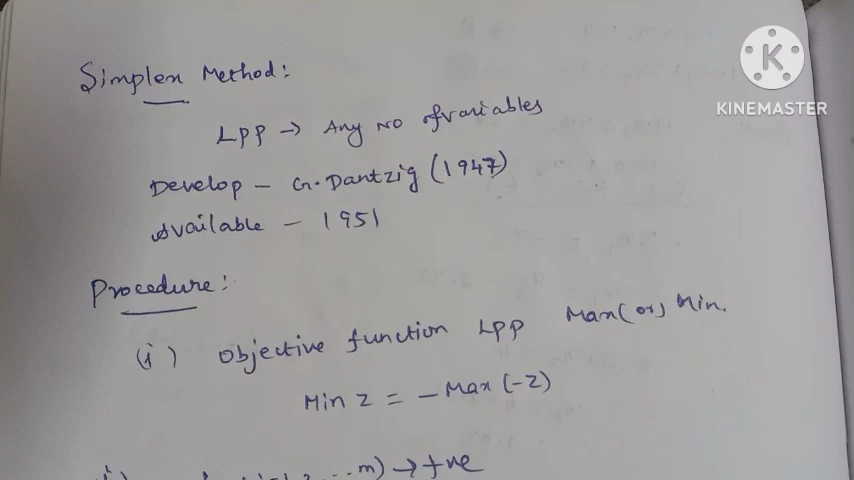 KINEMASTER
Simplex Method:
LPP → Any No of variables
Develop - G. Dantzig (1947)
Available - 1951
Procedure:
(i) Objective function LPP Max (or) Min.
Min Z = - Max (-Z)
...m) → +ve